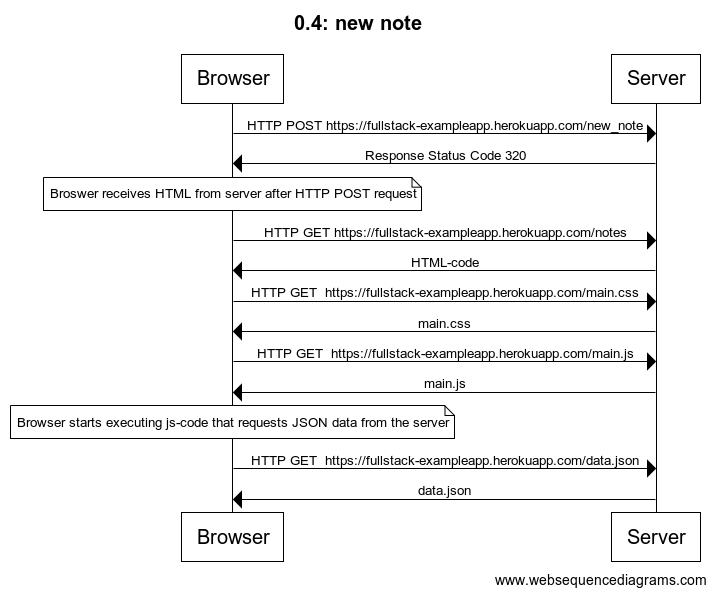 0.4: new note
Browser
Server
HTTP POST https://fullstack-exampleapp.herokuapp.com/new_note
Response Status Code 320
Broswer receives HTML from server after HTTP POST request
HTTP GET https://fullstack-exampleapp.herokuapp.com/notes
HTML-code
HTTP GET  https://fullstack-exampleapp.herokuapp.com/main.css
main.css
HTTP GET  https://fullstack-exampleapp.herokuapp.com/main.js
main.js
Browser starts executing js-code that requests JSON data from the server
HTTP GET  https://fullstack-exampleapp.herokuapp.com/data.json
data.json
Browser
Server
www.websequencediagrams.com